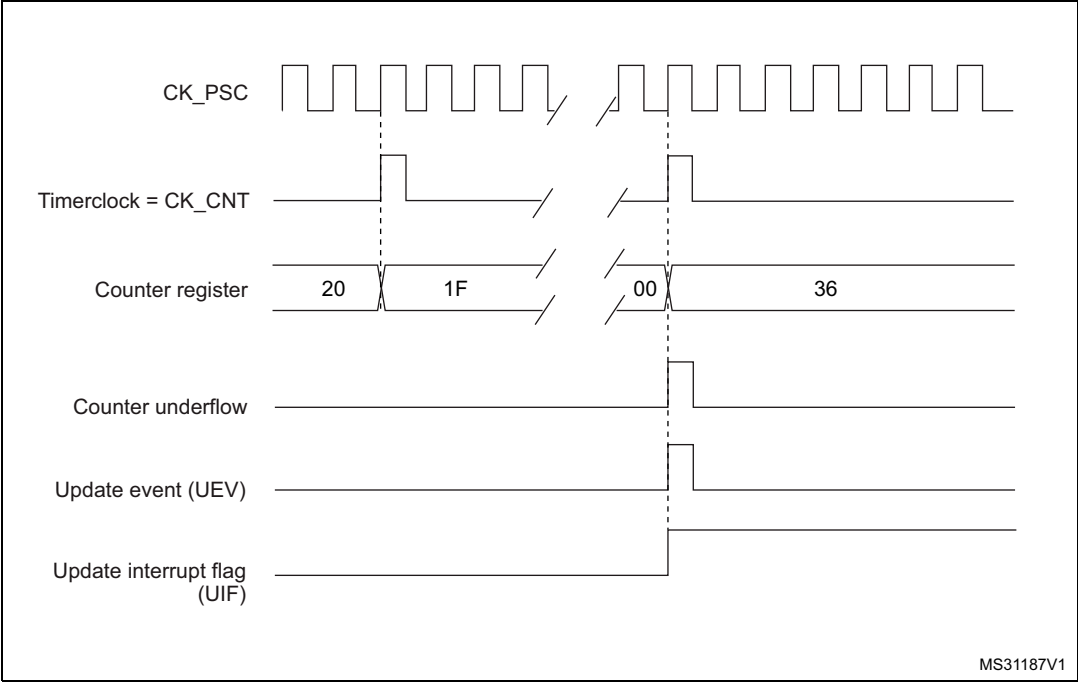 CK_PSC
Timerclock = CK_CNT
Counter register
20
1F
00
36
Counter underflow
Update event (UEV)
Update interrupt flag
(UIF)
MS31187V1